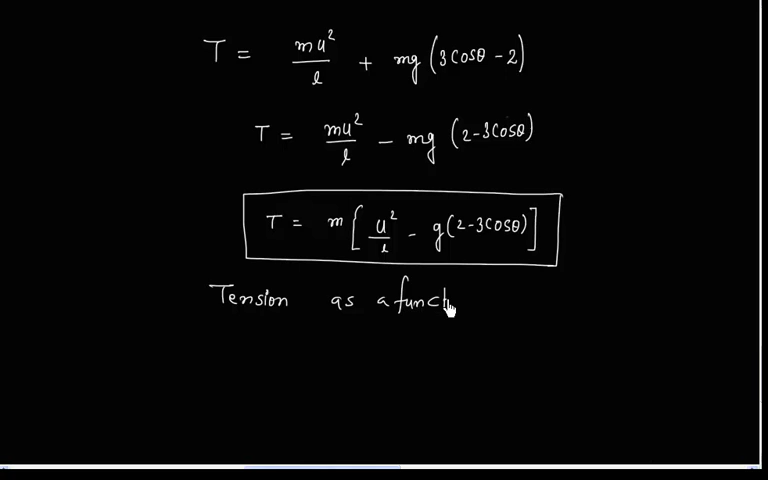 T = mu²/l + mg(3cosθ - 2)
T = mu²/l - mg (2-3cosθ)
T = m[u²/l - g(2-3cosθ)]
Tension as a funct